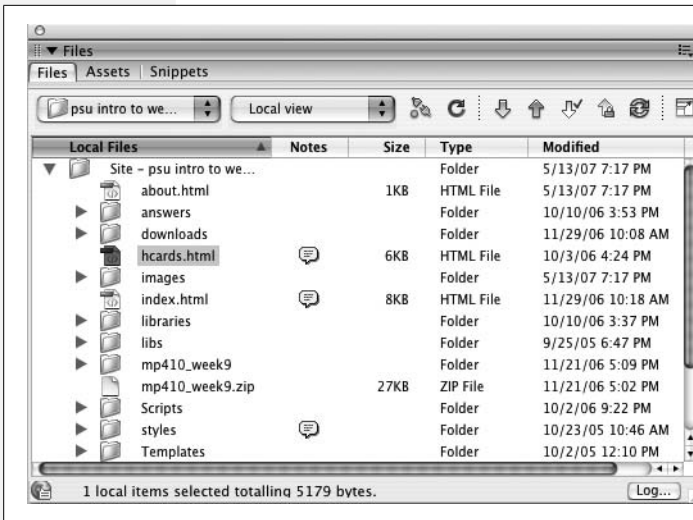 Files
Files Assets Snippets
psu intro to we... Local view
Local Files Notes Size Type Modified
Site – psu intro to we... Folder 5/13/07 7:17 PM
about.html 1KB HTML File 5/13/07 7:17 PM
answers Folder 10/10/06 3:53 PM
downloads Folder 11/29/06 10:08 AM
hcards.html 6KB HTML File 10/3/06 4:24 PM
images Folder 5/13/07 7:17 PM
index.html 8KB HTML File 11/29/06 10:18 AM
libraries Folder 10/10/06 3:37 PM
libs Folder 9/25/05 6:47 PM
mp410_week9 Folder 11/21/06 5:09 PM
mp410_week9.zip 27KB ZIP File 11/21/06 5:02 PM
Scripts Folder 10/2/06 9:22 PM
styles Folder 10/23/05 10:46 AM
Templates Folder 10/2/05 12:10 PM
1 local items selected totalling 5179 bytes. Log...